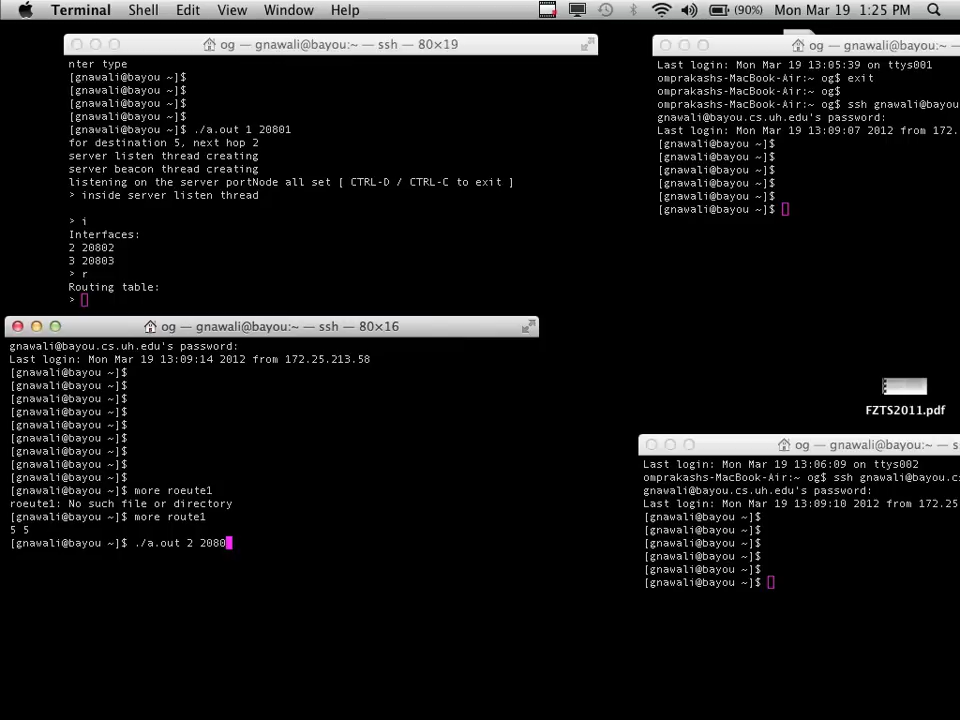 Terminal Shell Edit View Window Help (90%) Mon Mar 19 1:25 PM
og — gnawali@bayou:~ — ssh — 80×19
nter type
[gnawali@bayou ~]$
[gnawali@bayou ~]$
[gnawali@bayou ~]$
[gnawali@bayou ~]$
[gnawali@bayou ~]$ ./a.out 1 20801
for destination 5, next hop 2
server listen thread creating
server beacon thread creating
listening on the server portNode all set [ CTRL-D / CTRL-C to exit ]
> inside server listen thread
> i
Interfaces:
2 20802
3 20803
> r
Routing table:
>
og — gnawali@bayou:~ —
Last login: Mon Mar 19 13:05:39 on ttys001
omprakashs-MacBook-Air:~ og$ exit
omprakashs-MacBook-Air:~ og$
omprakashs-MacBook-Air:~ og$ ssh gnawali@bayou
gnawali@bayou.cs.uh.edu's password:
Last login: Mon Mar 19 13:09:07 2012 from 172.
[gnawali@bayou ~]$
[gnawali@bayou ~]$
[gnawali@bayou ~]$
[gnawali@bayou ~]$
[gnawali@bayou ~]$
[gnawali@bayou ~]$
og — gnawali@bayou:~ — ssh — 80×16
gnawali@bayou.cs.uh.edu's password:
Last login: Mon Mar 19 13:09:14 2012 from 172.25.213.58
[gnawali@bayou ~]$
[gnawali@bayou ~]$
[gnawali@bayou ~]$
[gnawali@bayou ~]$
[gnawali@bayou ~]$
[gnawali@bayou ~]$
[gnawali@bayou ~]$
[gnawali@bayou ~]$
[gnawali@bayou ~]$
[gnawali@bayou ~]$ more roeute1
roeute1: No such file or directory
[gnawali@bayou ~]$ more route1
5 5
[gnawali@bayou ~]$ ./a.out 2 2080
FZTS2011.pdf
og — gnawali@bayou:~ — ss
Last login: Mon Mar 19 13:06:09 on ttys002
omprakashs-MacBook-Air:~ og$ ssh gnawali@bayou.cs
gnawali@bayou.cs.uh.edu's password:
Last login: Mon Mar 19 13:09:10 2012 from 172.25
[gnawali@bayou ~]$
[gnawali@bayou ~]$
[gnawali@bayou ~]$
[gnawali@bayou ~]$
[gnawali@bayou ~]$
[gnawali@bayou ~]$